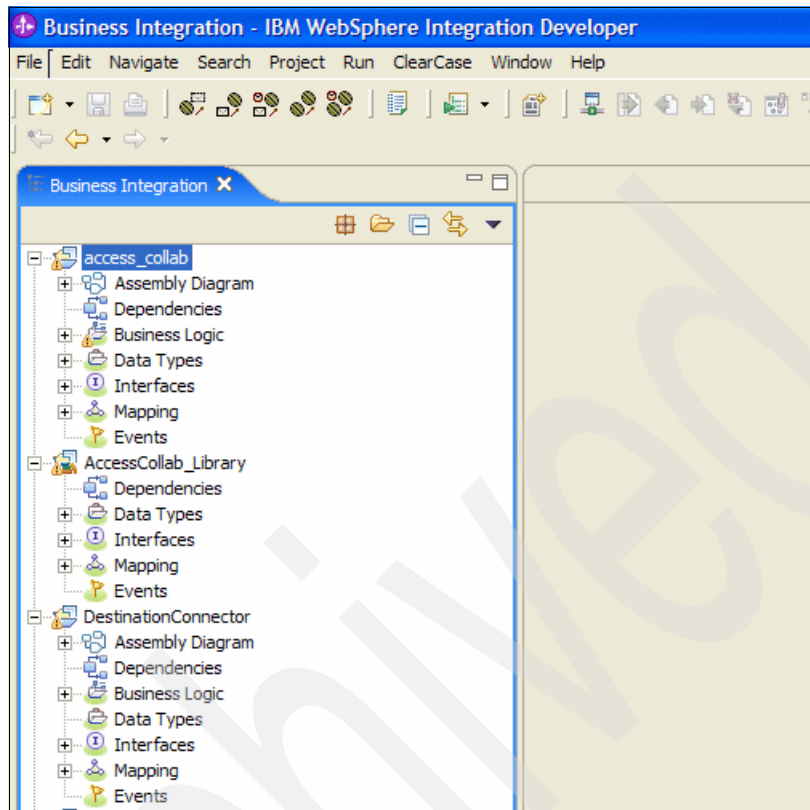 Business Integration - IBM WebSphere Integration Developer
File Edit Navigate Search Project Run ClearCase Window Help
Business Integration
access_collab
Assembly Diagram
Dependencies
Business Logic
Data Types
Interfaces
Mapping
Events
AccessCollab_Library
Dependencies
Data Types
Interfaces
Mapping
Events
DestinationConnector
Assembly Diagram
Dependencies
Business Logic
Data Types
Interfaces
Mapping
Events